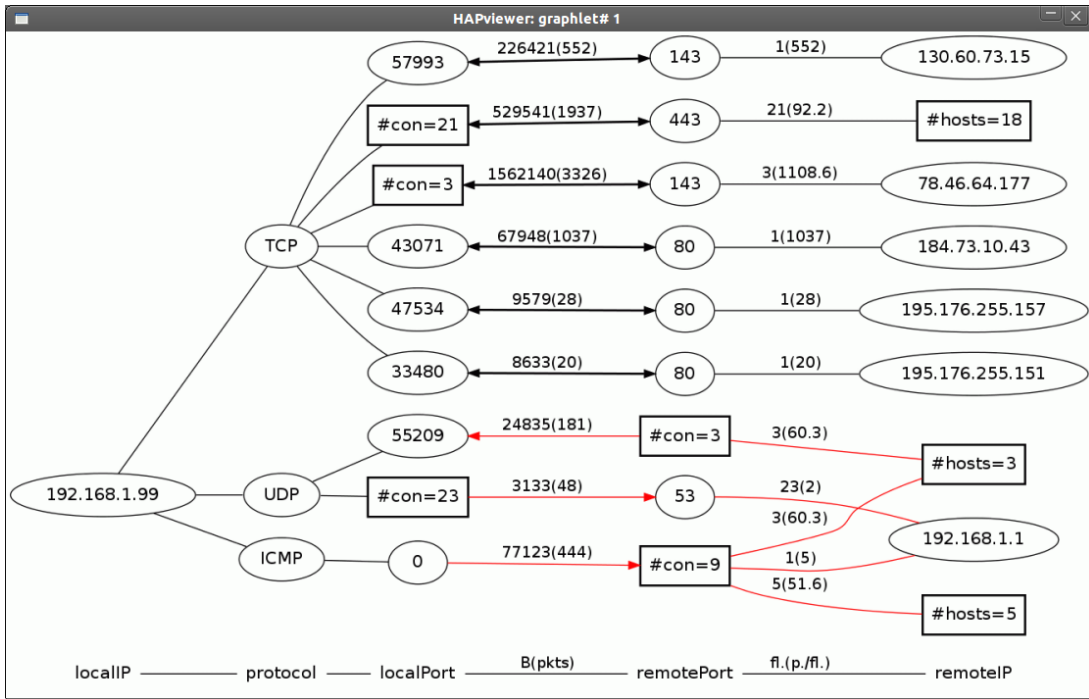 HAPviewer: graphlet# 1
57993 226421(552) 143 1(552) 130.60.73.15
#con=21 529541(1937) 443 21(92.2) #hosts=18
#con=3 1562140(3326) 143 3(1108.6) 78.46.64.177
TCP 43071 67948(1037) 80 1(1037) 184.73.10.43
47534 9579(28) 80 1(28) 195.176.255.157
33480 8633(20) 80 1(20) 195.176.255.151
55209 24835(181) #con=3 3(60.3) #hosts=3
192.168.1.99 UDP #con=23 3133(48) 53 23(2)
3(60.3) 192.168.1.1
ICMP 0 77123(444) #con=9 1(5)
5(51.6) #hosts=5
localIP protocol localPort B(pkts) remotePort fl.(p./fl.) remoteIP